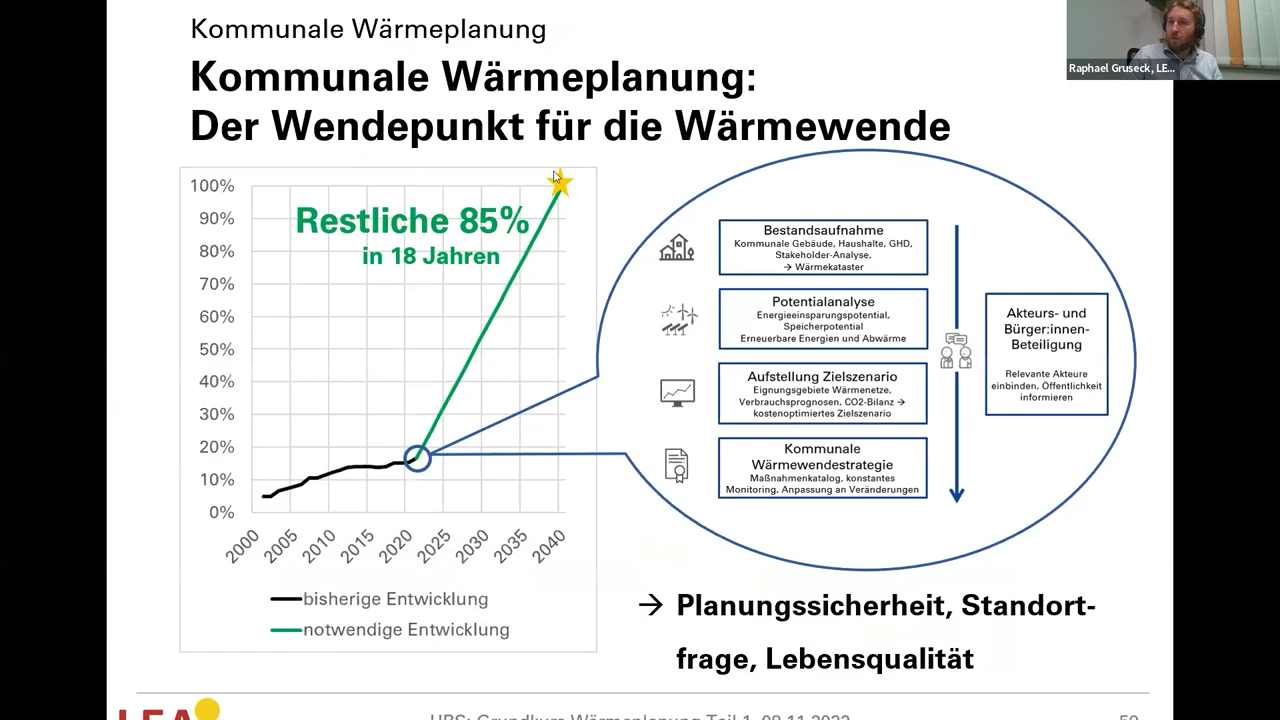 Kommunale Wärmeplanung
Kommunale Wärmeplanung:
Der Wendepunkt für die Wärmewende
Raphael Gruseck, LE...
100%
90%
80%
70%
60%
50%
40%
30%
20%
10%
0%
Restliche 85%
in 18 Jahren
2000
2005
2010
2015
2020
2025
2030
2035
2040
bisherige Entwicklung
notwendige Entwicklung
Bestandsaufnahme
Kommunale Gebäude, Haushalte, GHD,
Stakeholder-Analyse,
→ Wärmekataster
Potentialanalyse
Energieeinsparungspotential,
Speicherpotential
Erneuerbare Energien und Abwärme
Aufstellung Zielszenario
Eignungsgebiete Wärmenetze,
Verbrauchsprognosen, CO2-Bilanz →
kostenoptimiertes Zielszenario
Kommunale
Wärmewendestrategie
Maßnahmenkatalog, konstantes
Monitoring, Anpassung an Veränderungen
Akteurs- und
Bürger:innen-
Beteiligung
Relevante Akteure
einbinden, Öffentlichkeit
informieren
→ Planungssicherheit, Standort-
frage, Lebensqualität
LEA
Grundkurs Wärmeplanung Teil 1, 08.11.2022